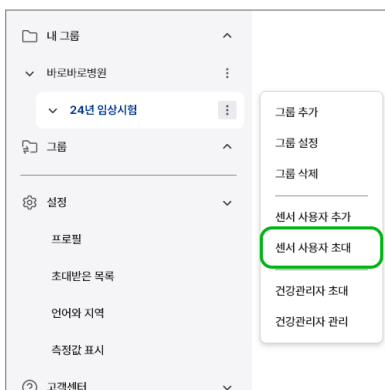 내 그룹
바로바로병원
24년 임상시험
그룹
설정
프로필
초대받은 목록
언어와 지역
측정값 표시
고객센터
그룹 추가
그룹 설정
그룹 삭제
센서 사용자 추가
센서 사용자 초대
건강관리자 초대
건강관리자 관리